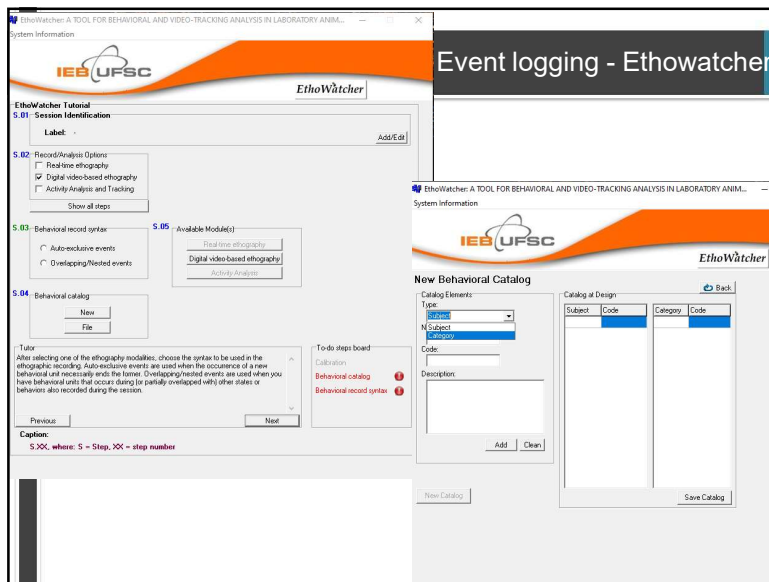 EthoWatcher: A TOOL FOR BEHAVIORAL AND VIDEO-TRACKING ANALYSIS IN LABORATORY ANIM...
System Information
IEB UFSC
EthoWatcher
EthoWatcher Tutorial
S.01 Session Identification
Label: -
Add/Edit
S.02 Record/Analysis Options
Real-time ethography
Digital video-based ethography
Activity Analysis and Tracking
Show all steps
S.03 Behavioral record syntax
Auto-exclusive events
Overlapping/Nested events
S.05 Available Module(s)
Real-time ethography
Digital video-based ethography
Activity Analysis
S.04 Behavioral catalog
New
File
Tutor
After selecting one of the ethography modalities, choose the syntax to be used in the
ethographic recording. Auto-exclusive events are used when the occurrence of a new
behavioral unit necessarily ends the former. Overlapping/nested events are used when you
have behavioral units that occurs during (or partially overlapped with) other states or
behaviors also recorded during the session.
Previous
Next
To-do steps board
Calibration
Behavioral catalog
Behavioral record syntax
Caption:
S.XX, where: S = Step, XX = step number
Event logging - Ethowatcher
EthoWatcher: A TOOL FOR BEHAVIORAL AND VIDEO-TRACKING ANALYSIS IN LABORATORY ANIM...
System Information
IEB UFSC
EthoWatcher
New Behavioral Catalog
Back
Catalog Elements
Type:
Subject
N Subject
Category
Code:
Description:
Add
Clean
Catalog at Design
Subject Code
Category Code
New Catalog
Save Catalog